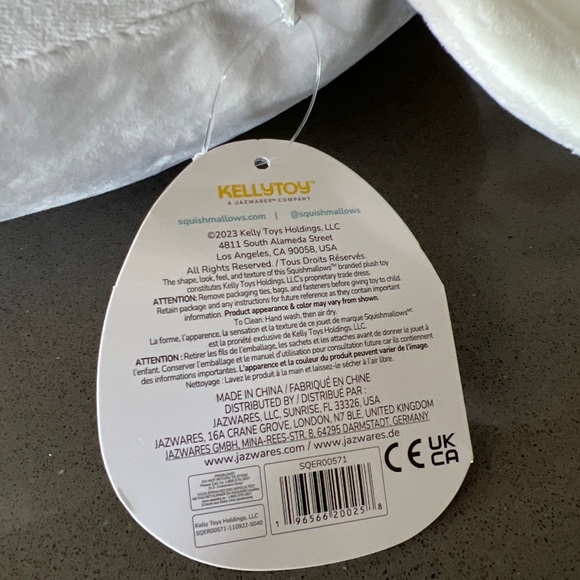 KELLYTOY™
A JAZWARES™ COMPANY
squishmallows.com | @squishmallows
©2023 Kelly Toys Holdings, LLC
4811 South Alameda Street
Los Angeles, CA 90058, USA
All Rights Reserved. / Tous Droits Réservés.
The shape, look, feel, and texture of this Squishmallows™ branded plush toy
constitutes Kelly Toys Holdings, LLC's proprietary trade dress.
ATTENTION: Remove packaging ties, bags, and fasteners before giving toy to child.
Retain package and any instructions for future reference as they contain important
information. Product appearance & color may vary from shown.
To Clean: Hand wash, then air dry.
La forme, l'apparence, la sensation et la texture de ce jouet de marque Squishmallowsᴹᶜ
est la propriété exclusive de Kelly Toys Holdings, LLC.
ATTENTION : Retirer les fils de l'emballage, les sachets et les attaches avant de donner le jouet à
l'enfant. Conserver l'emballage et le manuel d'utilisation pour consultation future car ils contiennent
des informations importantes. L'apparence et la couleur du produit peuvent varier de l'image.
Nettoyage : Lavez le produit à la main et laissez-le sécher à l'air libre.
MADE IN CHINA / FABRIQUÉ EN CHINE
DISTRIBUTED BY / DISTRIBUÉ PAR :
JAZWARES, LLC, SUNRISE, FL 33326, USA
JAZWARES, 16A CRANE GROVE, LONDON, N7 8LE, UNITED KINGDOM
JAZWARES GMBH, MINA-REES-STR. 8, 64295 DARMSTADT, GERMANY
www.jazwares.com / www.jazwares.de
CE UK
CA
SQER00571
1 96566 20025 8
Kelly Toys Holdings, LLC
SQER00571-110822-S040